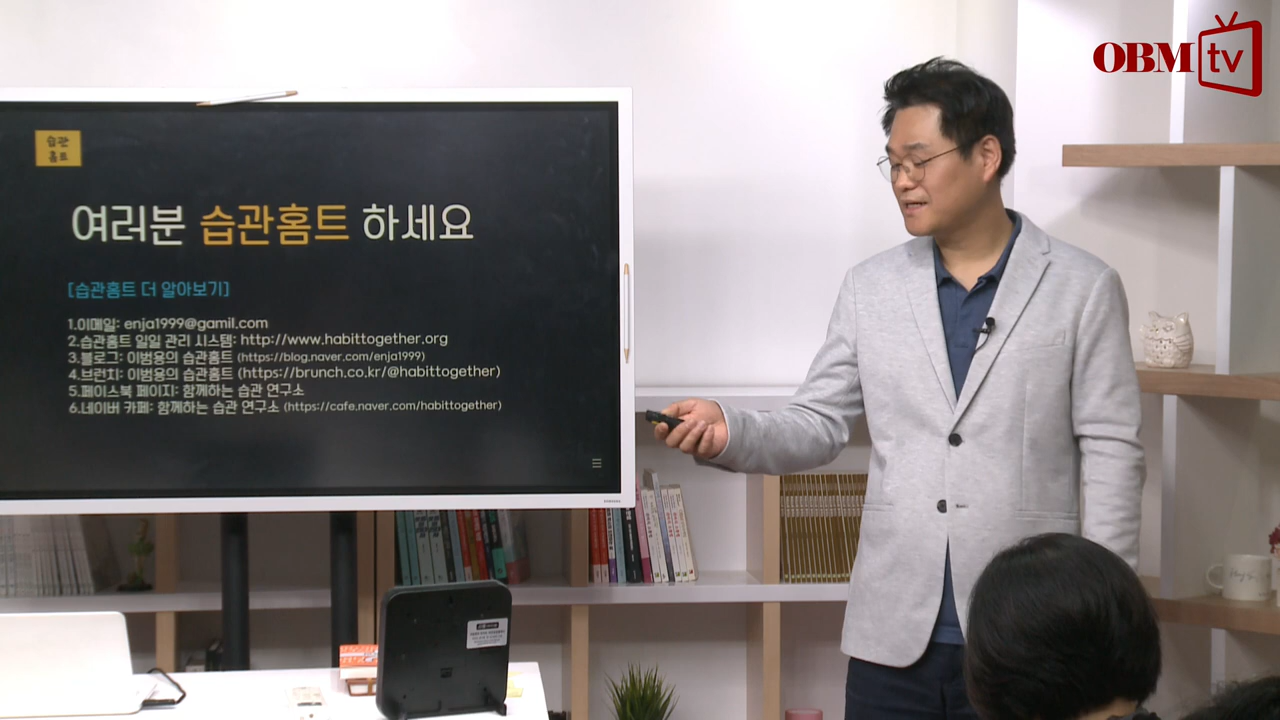 OBM tv
습관
홈트
여러분 습관홈트 하세요
[습관홈트 더 알아보기]
1.이메일: enja1999@gamil.com
2.습관홈트 일일 관리 시스템: http://www.habittogether.org
3.블로그: 이범용의 습관홈트 (https://blog.naver.com/enja1999)
4.브런치: 이범용의 습관홈트 (https://brunch.co.kr/@habittogether)
5.페이스북 페이지: 함께하는 습관 연구소
6.네이버 카페: 함께하는 습관 연구소 (https://cafe.naver.com/habittogether)
SAMSUNG